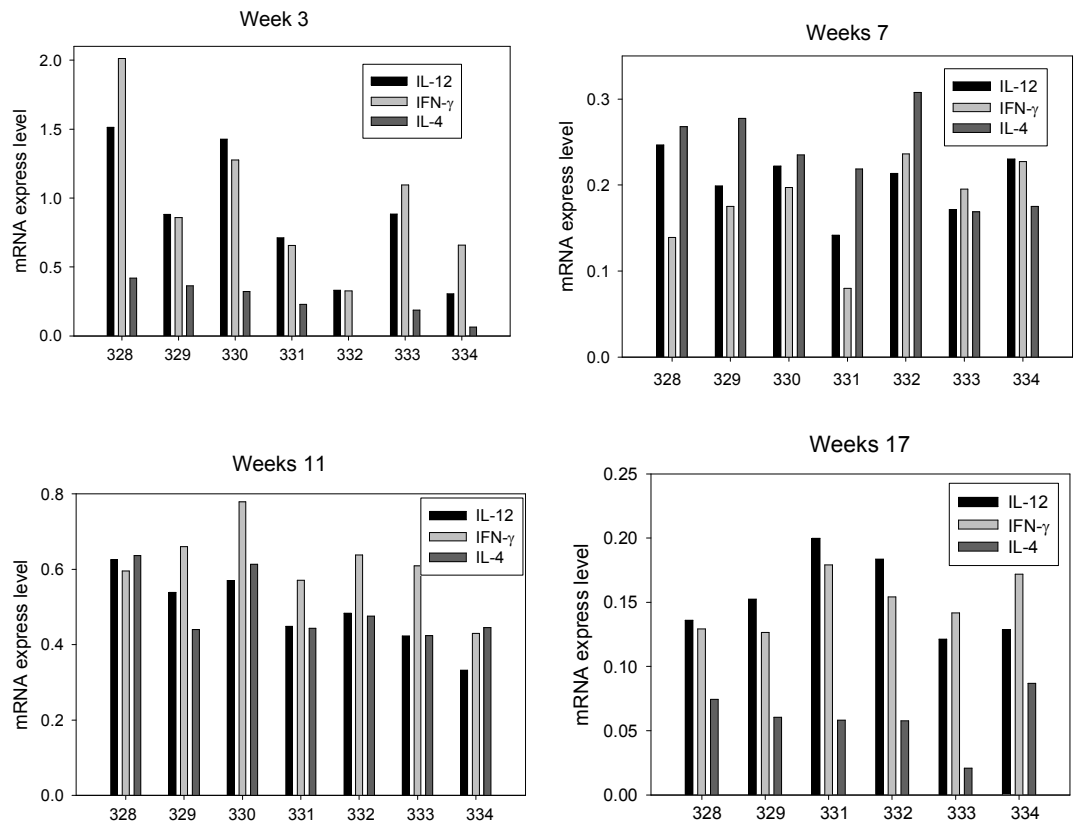 Week 3
mRNA express level
2.0
1.5
1.0
0.5
0.0
IL-12
IFN-γ
IL-4
328 329 330 331 332 333 334
Weeks 7
mRNA express level
0.3
0.2
0.1
0.0
IL-12
IFN-γ
IL-4
328 329 330 331 332 333 334
Weeks 11
mRNA express level
0.8
0.6
0.4
0.2
0.0
IL-12
IFN-γ
IL-4
328 329 330 331 332 333 334
Weeks 17
mRNA express level
0.25
0.20
0.15
0.10
0.05
0.00
IL-12
IFN-γ
IL-4
328 329 331 332 333 334